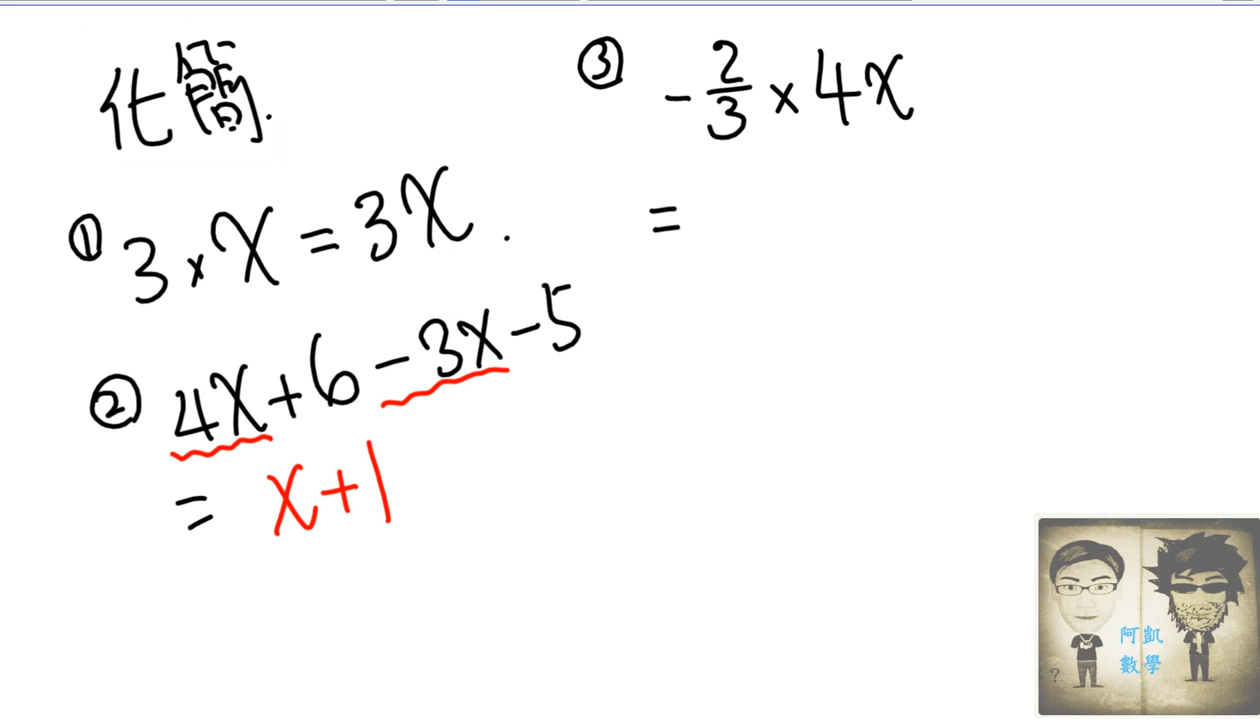 化簡.
① 3 × x = 3x .
② 4x + 6 - 3x - 5
= x + 1
③ - 2/3 × 4x
=
阿凱
數學
?